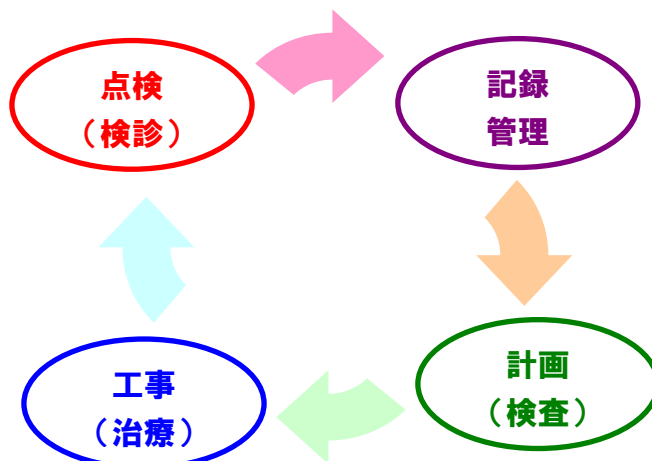 点検
（検診）
記録
管理
計画
（検査）
工事
（治療）